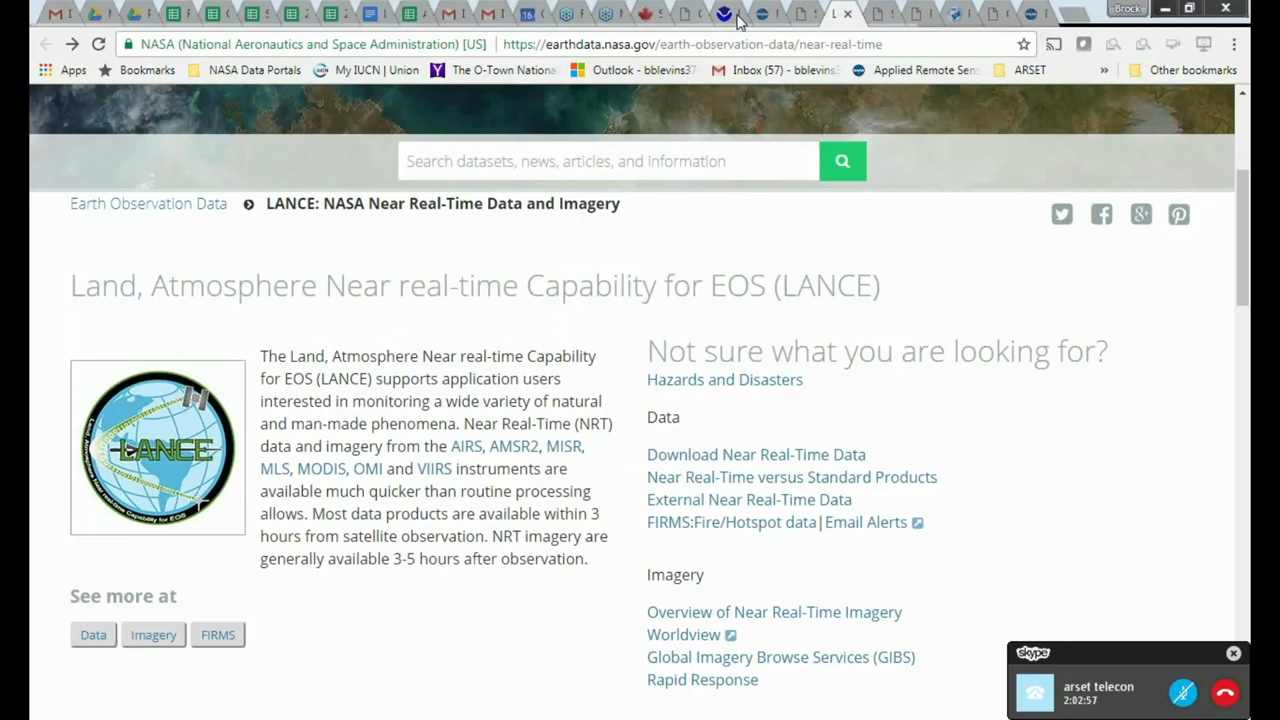 Brock
NASA (National Aeronautics and Space Administration) [US] https://earthdata.nasa.gov/earth-observation-data/near-real-time
Apps Bookmarks NASA Data Portals My IUCN | Union The O-Town Nationa Outlook - bblevins37 Inbox (57) - bblevins Applied Remote Sens ARSET » Other bookmarks
Search datasets, news, articles, and information
Earth Observation Data LANCE: NASA Near Real-Time Data and Imagery
Land, Atmosphere Near real-time Capability for EOS (LANCE)
The Land, Atmosphere Near real-time Capability
for EOS (LANCE) supports application users
interested in monitoring a wide variety of natural
and man-made phenomena. Near Real-Time (NRT)
data and imagery from the AIRS, AMSR2, MISR,
MLS, MODIS, OMI and VIIRS instruments are
available much quicker than routine processing
allows. Most data products are available within 3
hours from satellite observation. NRT imagery are
generally available 3-5 hours after observation.
LANCE
Land, Atmosphere Near real-time Capability for EOS
See more at
Data Imagery FIRMS
Not sure what you are looking for?
Hazards and Disasters
Data
Download Near Real-Time Data
Near Real-Time versus Standard Products
External Near Real-Time Data
FIRMS:Fire/Hotspot data|Email Alerts
Imagery
Overview of Near Real-Time Imagery
Worldview
Global Imagery Browse Services (GIBS)
Rapid Response
skype
arset telecon
2:02:57